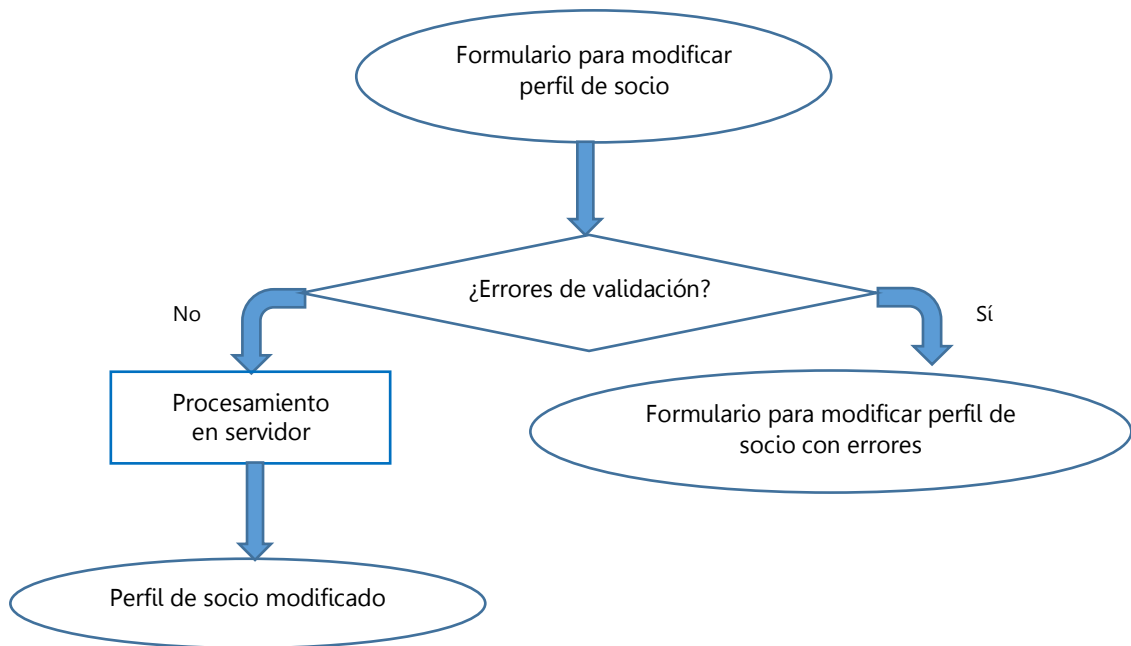 Formulario para modificar
perfil de socio
¿Errores de validación?
No
Sí
Procesamiento
en servidor
Formulario para modificar perfil de
socio con errores
Perfil de socio modificado